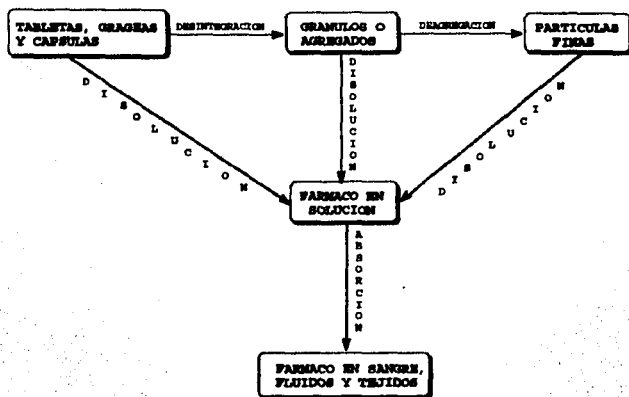 TABLETAS, GRAGEAS
Y CAPSULAS
DESINTEGRACION
GRANULOS O
AGREGADOS
DEAGREGACION
PARTICULAS
FINAS
DISOLUCION
DISOLUCION
DISOLUCION
FARMACO EN
SOLUCION
ABSORCION
FARMACO EN SANGRE,
FLUIDOS Y TEJIDOS